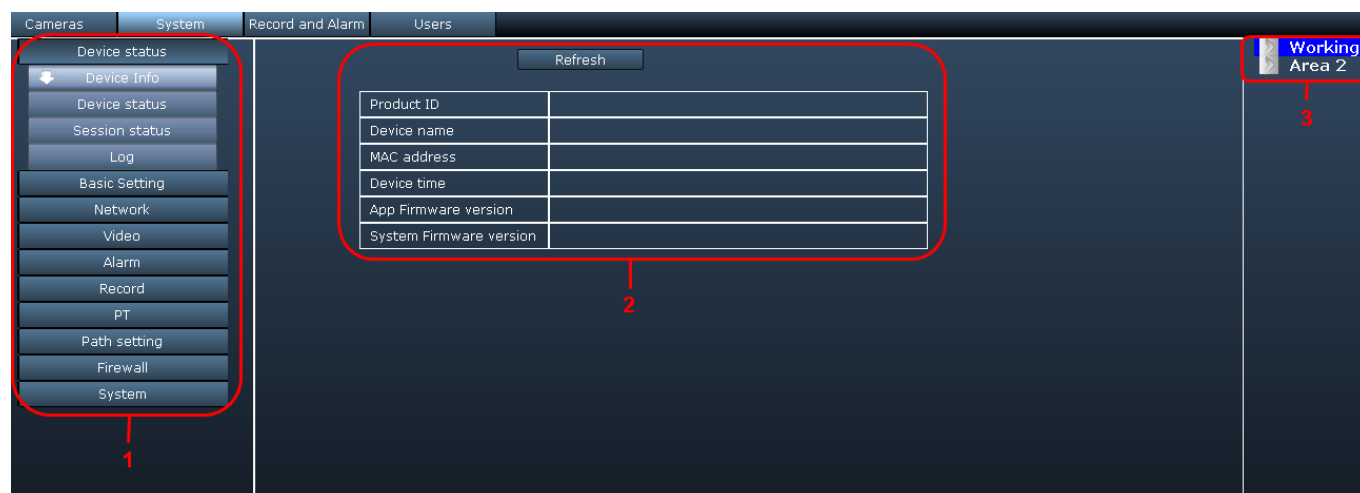 Cameras System Record and Alarm Users
Device status
Device Info
Device status
Session status
Log
Basic Setting
Network
Video
Alarm
Record
PT
Path setting
Firewall
System
1
Refresh
Product ID
Device name
MAC address
Device time
App Firmware version
System Firmware version
2
Working
Area 2
3